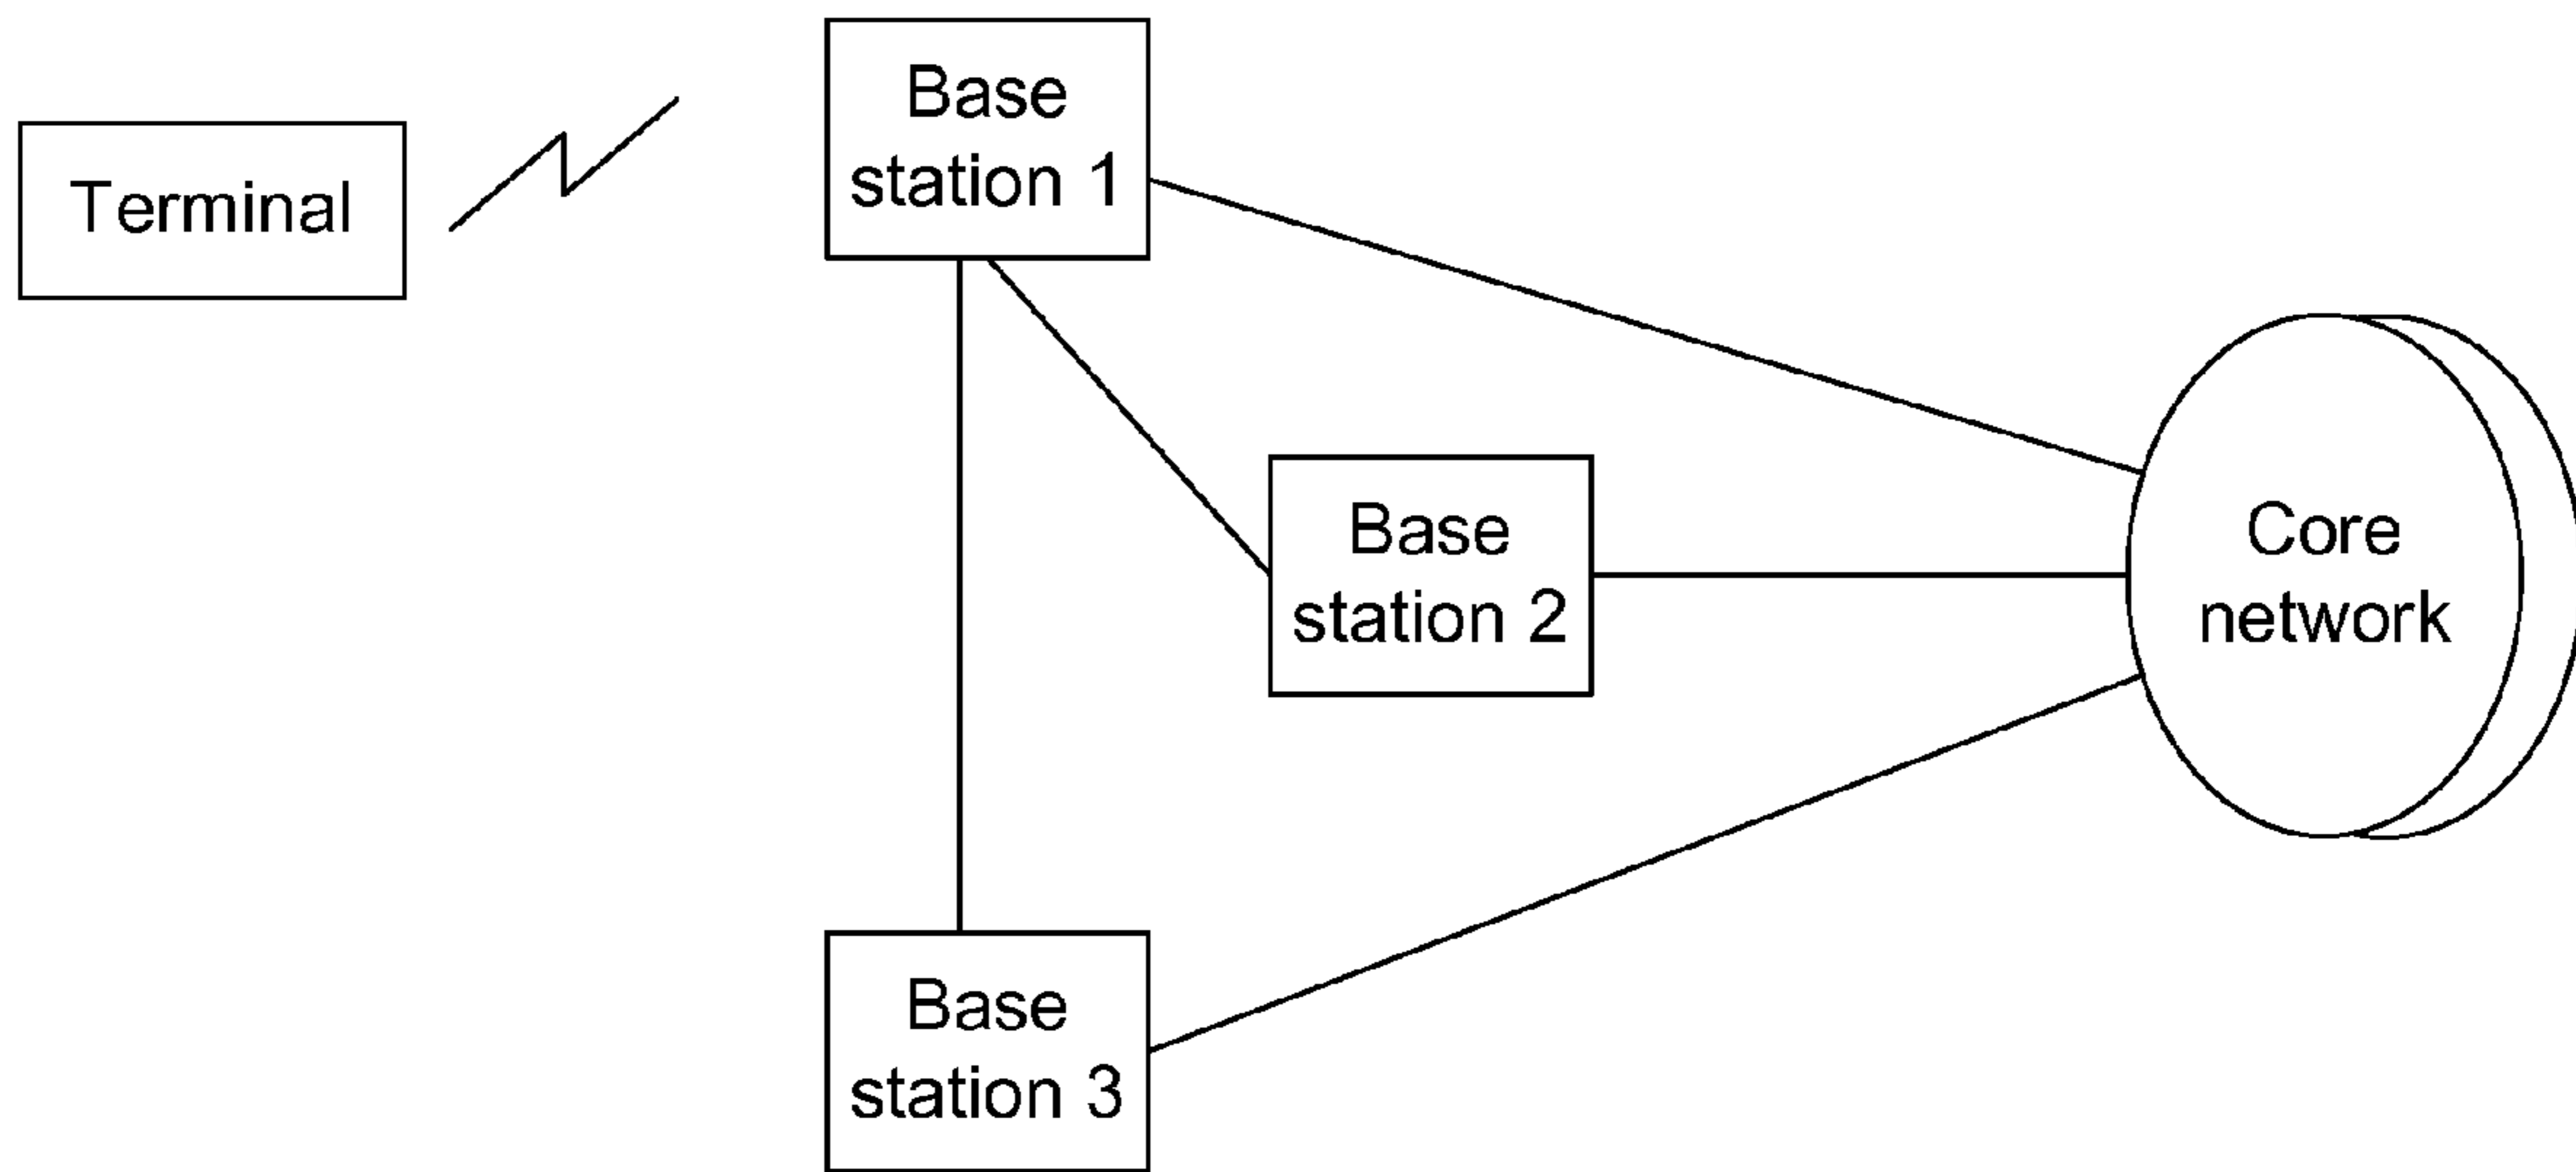 Terminal
Base
station 1
Base
station 2
Core
network
Base
station 3